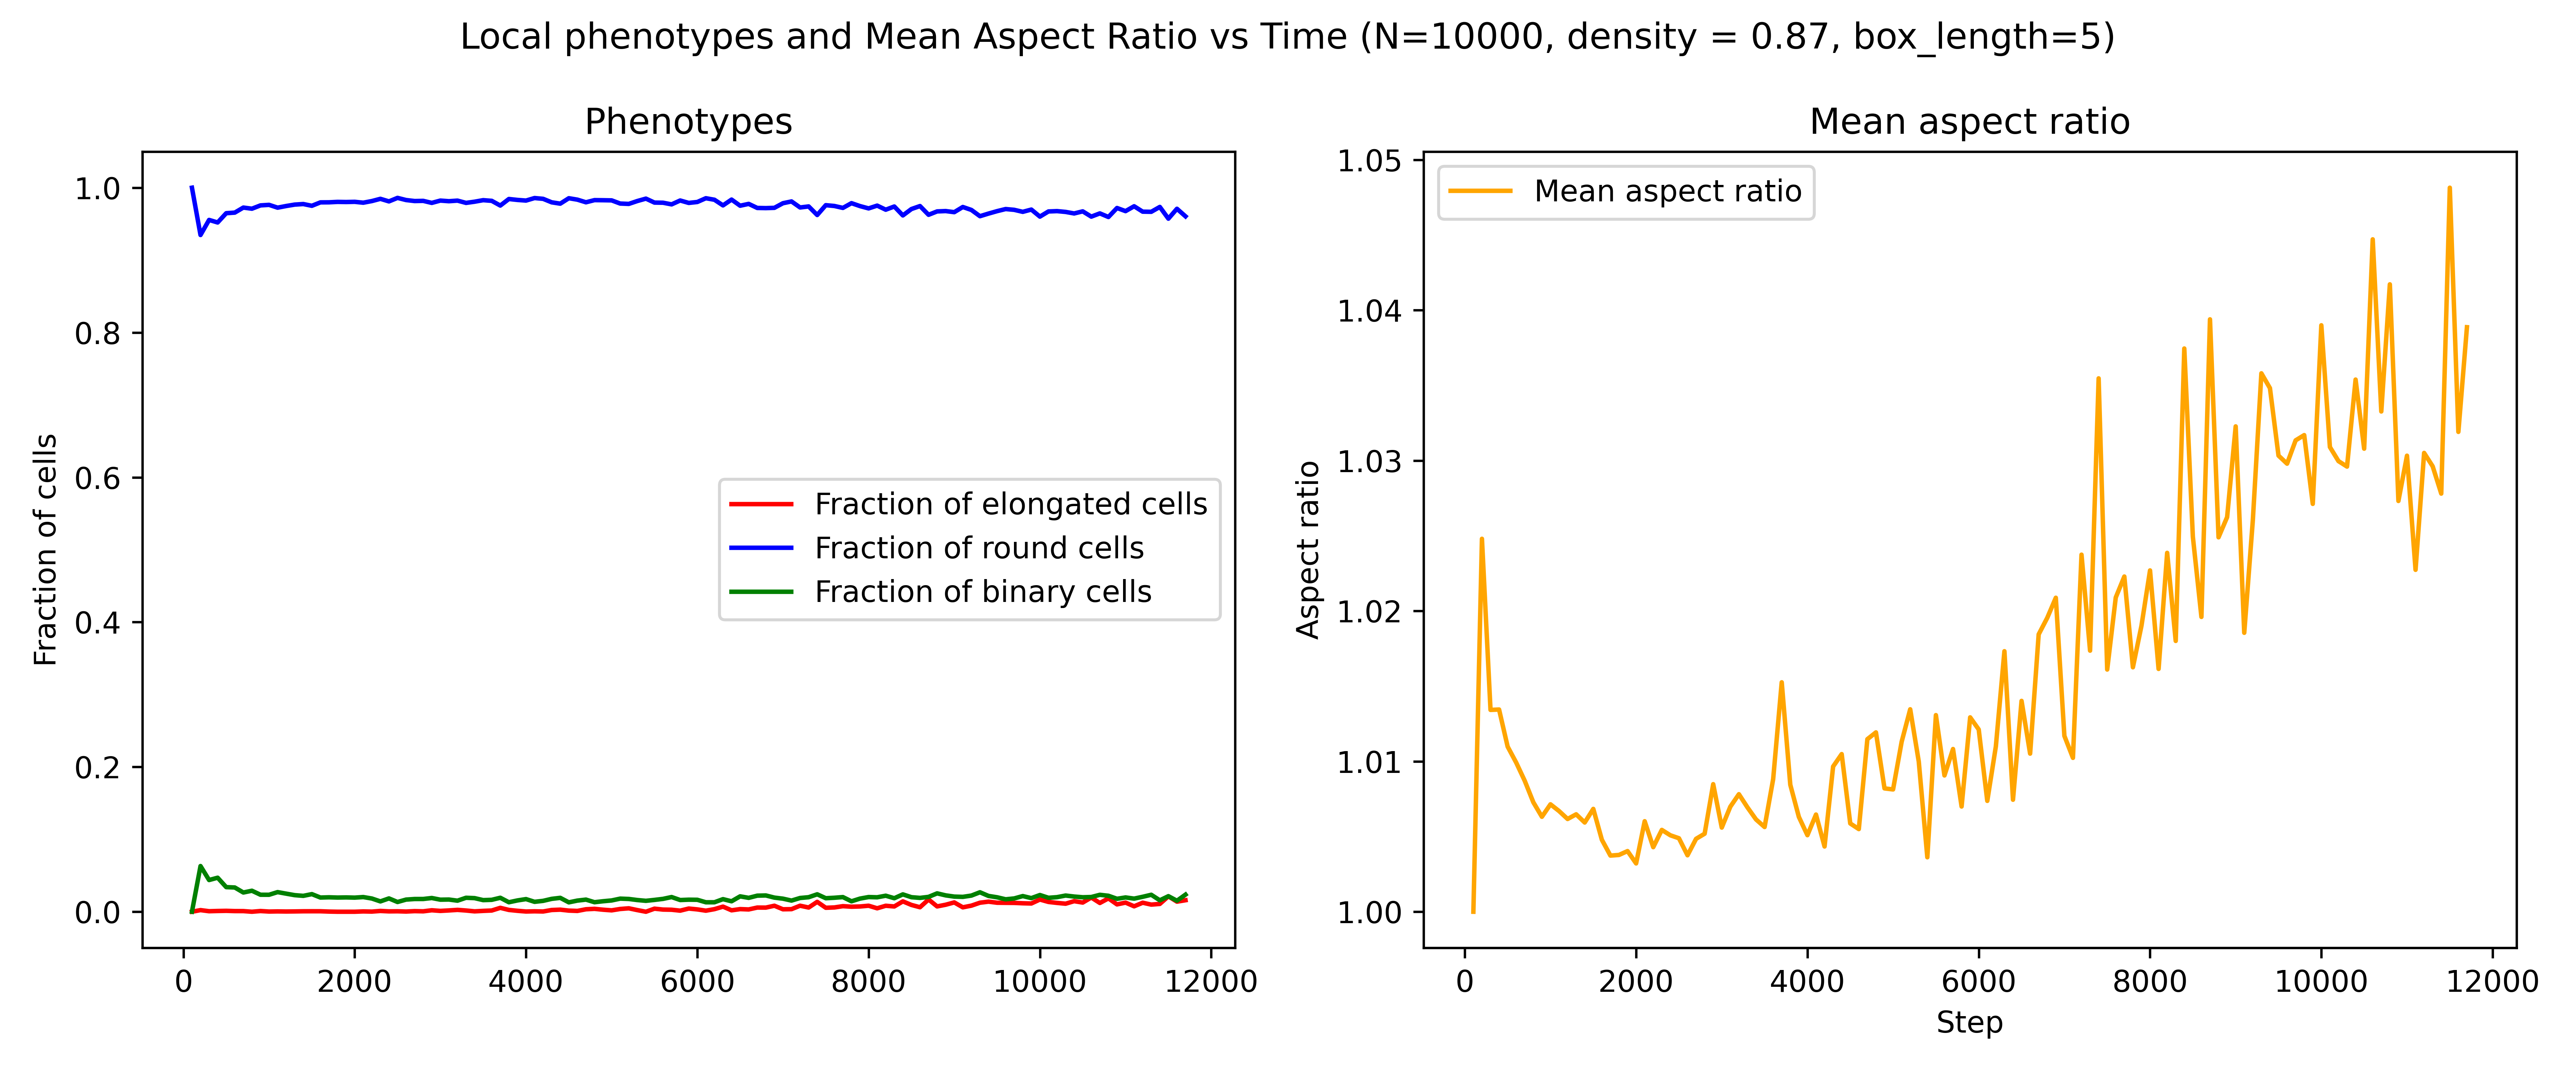 Local phenotypes and Mean Aspect Ratio vs Time (N=10000, density = 0.87, box_length=5)
Phenotypes
Fraction of cells
1.0
0.8
0.6
0.4
0.2
0.0
Fraction of elongated cells
Fraction of round cells
Fraction of binary cells
0 2000 4000 6000 8000 10000 12000
Mean aspect ratio
Aspect ratio
1.05
1.04
1.03
1.02
1.01
1.00
Mean aspect ratio
0 2000 4000 6000 8000 10000 12000
Step